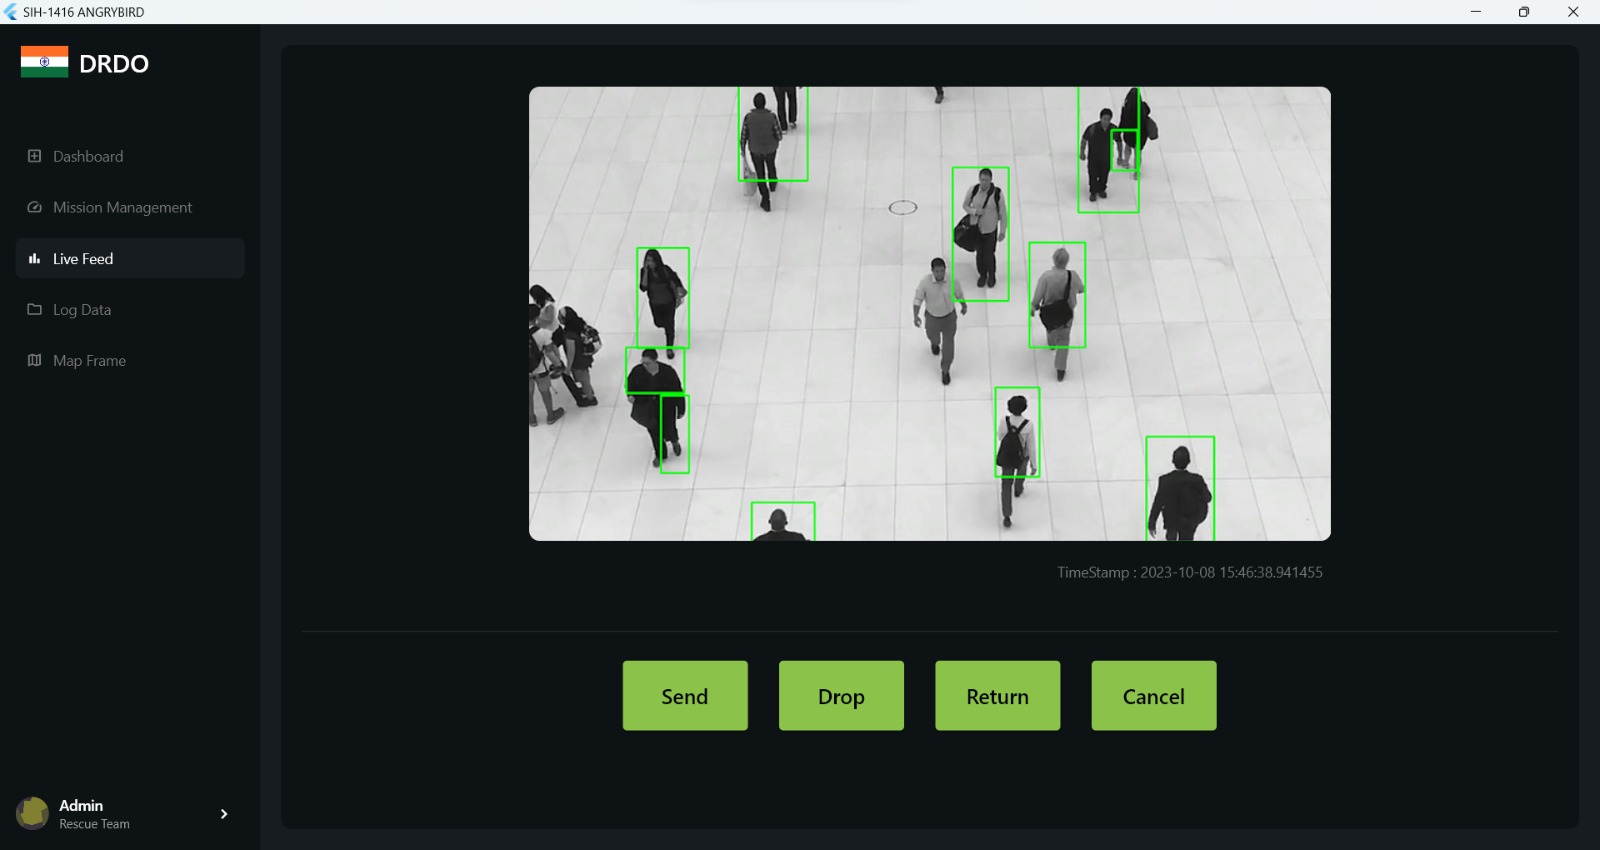 SIH-1416 ANGRYBIRD
DRDO
Dashboard
Mission Management
Live Feed
Log Data
Map Frame
TimeStamp : 2023-10-08 15:46:38.941455
Send
Drop
Return
Cancel
Admin
Rescue Team